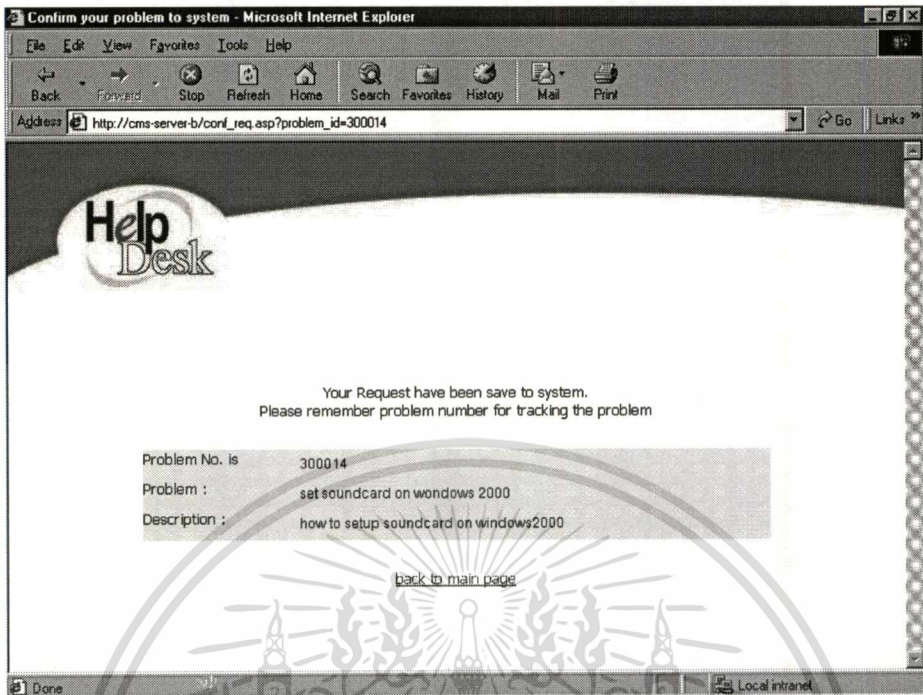 Confirm your problem to system - Microsoft Internet Explorer
File Edit View Favorites Tools Help
Back Forward Stop Refresh Home Search Favorites History Mail Print
Address http://cms-server-b/conf_req.asp?problem_id=300014 Go Links »
Help
Desk
Your Request have been save to system.
Please remember problem number for tracking the problem
Problem No. is 300014
Problem : set soundcard on wondows 2000
Description : how to setup soundcard on windows2000
back to main page
Done Local intranet